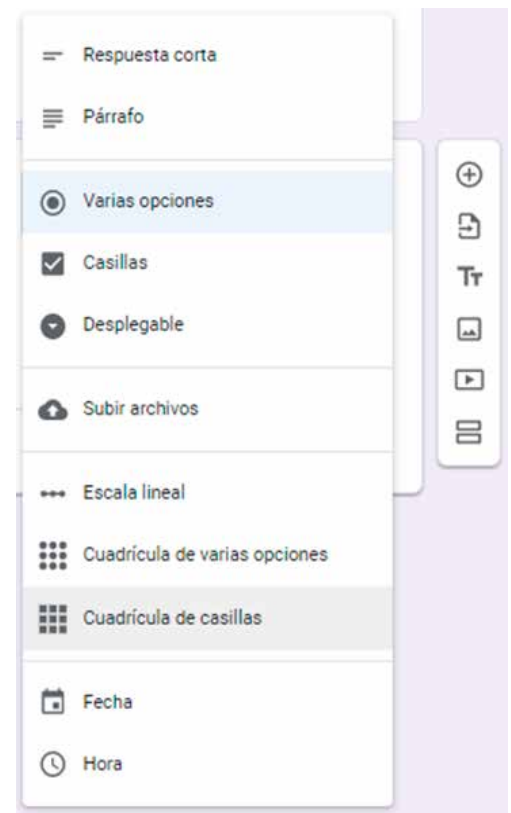 Respuesta corta
Párrafo
Varias opciones
Casillas
Desplegable
Subir archivos
Escala lineal
Cuadrícula de varias opciones
Cuadrícula de casillas
Fecha
Hora
Tт